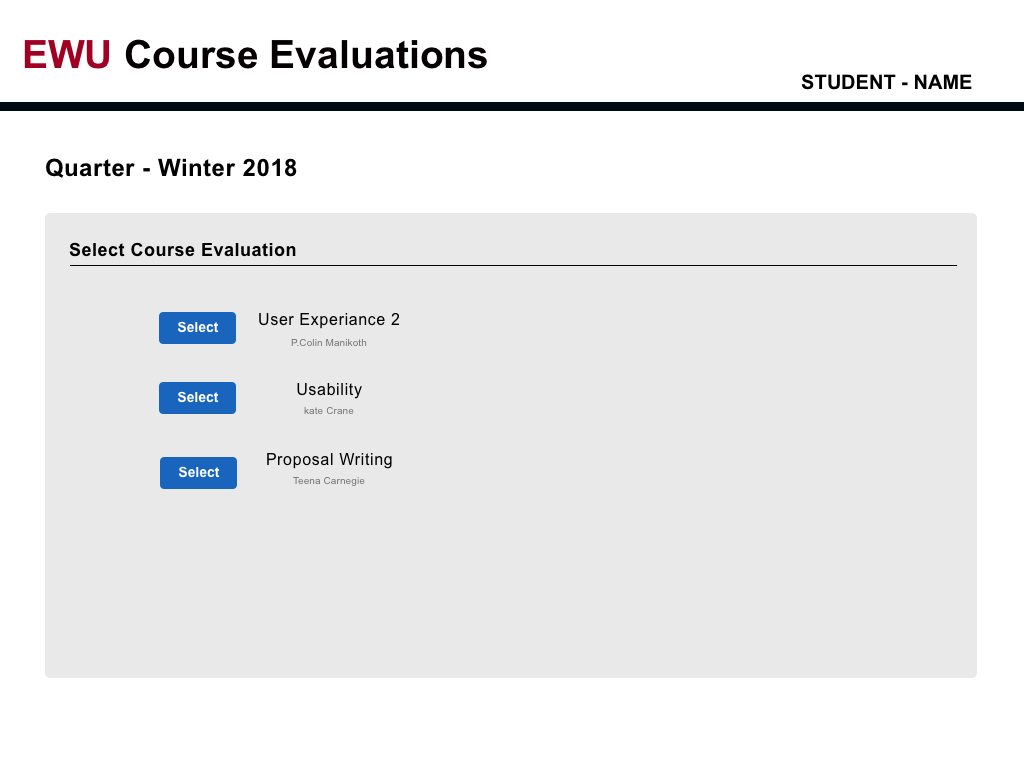 EWU Course Evaluations
STUDENT - NAME
Quarter - Winter 2018
Select Course Evaluation
Select
User Experiance 2
P.Colin Manikoth
Select
Usability
kate Crane
Select
Proposal Writing
Teena Carnegie